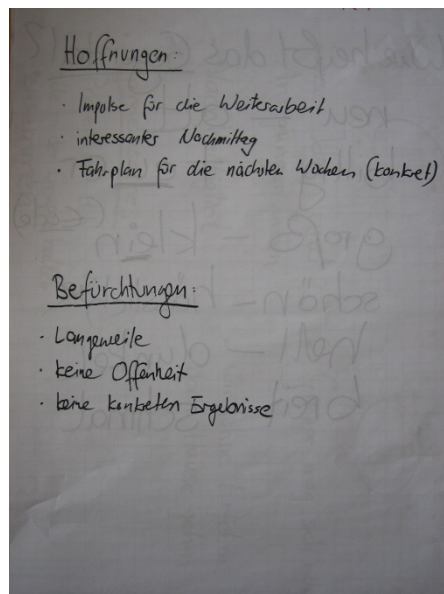 Hoffnungen:
· Impulse für die Weiterarbeit
· interessanter Nachmittag
· Fahrplan für die nächsten Wochen (konkret)
Befürchtungen:
· Langeweile
· keine Offenheit
· keine konkreten Ergebnisse